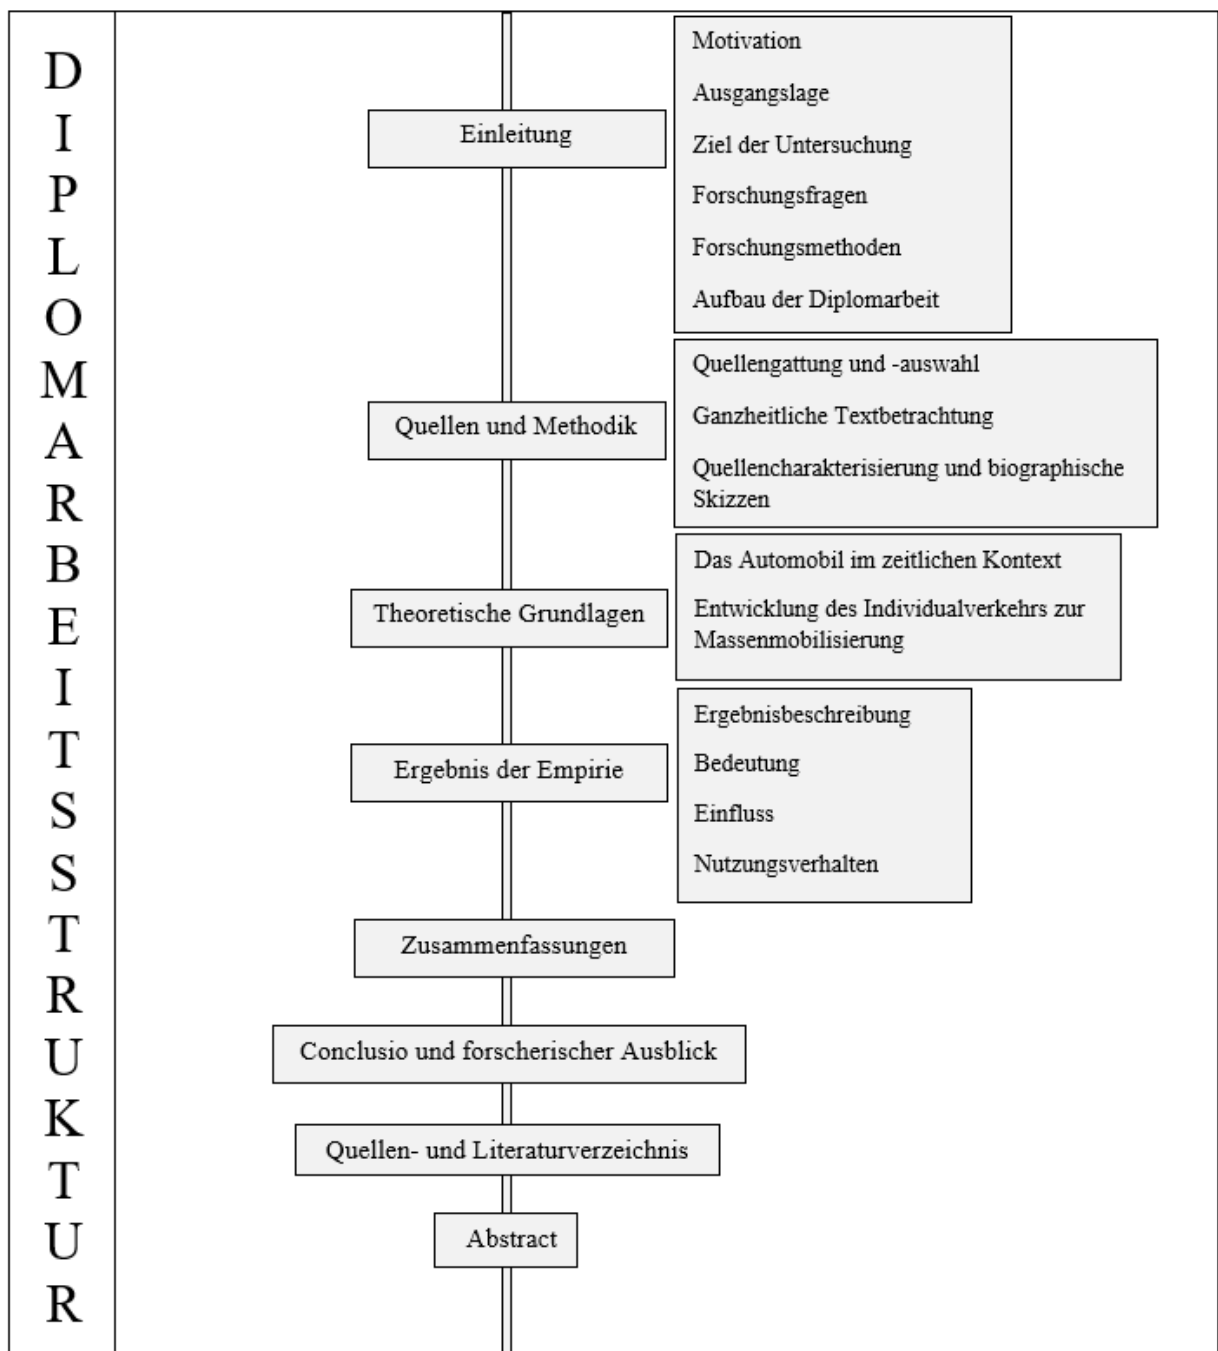 DIPLOMARBEITSSTRUKTUR
Einleitung
Motivation
Ausgangslage
Ziel der Untersuchung
Forschungsfragen
Forschungsmethoden
Aufbau der Diplomarbeit
Quellen und Methodik
Quellengattung und -auswahl
Ganzheitliche Textbetrachtung
Quellencharakterisierung und biographische
Skizzen
Theoretische Grundlagen
Das Automobil im zeitlichen Kontext
Entwicklung des Individualverkehrs zur
Massenmobilisierung
Ergebnis der Empirie
Ergebnisbeschreibung
Bedeutung
Einfluss
Nutzungsverhalten
Zusammenfassungen
Conclusio und forscherischer Ausblick
Quellen- und Literaturverzeichnis
Abstract